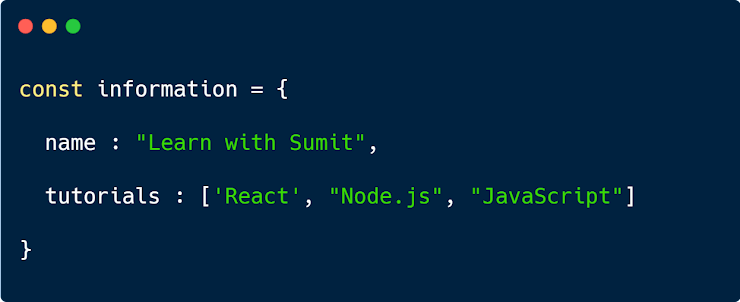 const information = {
name : "Learn with Sumit",
tutorials : ['React', "Node.js", "JavaScript"]
}